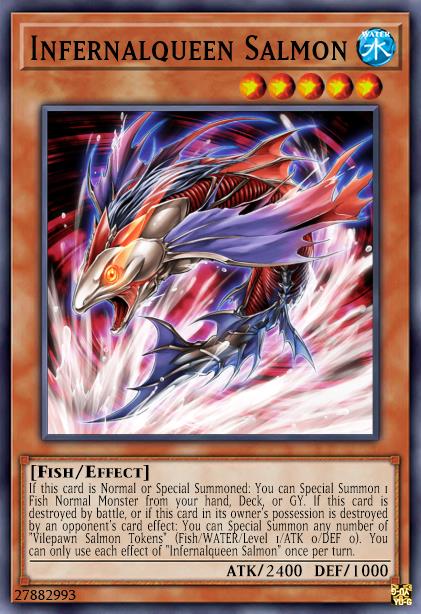 Infernalqueen Salmon
WATER
水
[Fish/Effect]
If this card is Normal or Special Summoned: You can Special Summon 1
Fish Normal Monster from your hand, Deck, or GY. If this card is
destroyed by battle, or if this card in its owner's possession is destroyed
by an opponent's card effect: You can Special Summon any number of
"Vilepawn Salmon Tokens" (Fish/WATER/Level 1/ATK 0/DEF 0). You
can only use each effect of "Infernalqueen Salmon" once per turn.
ATK/2400 DEF/1000
27882993